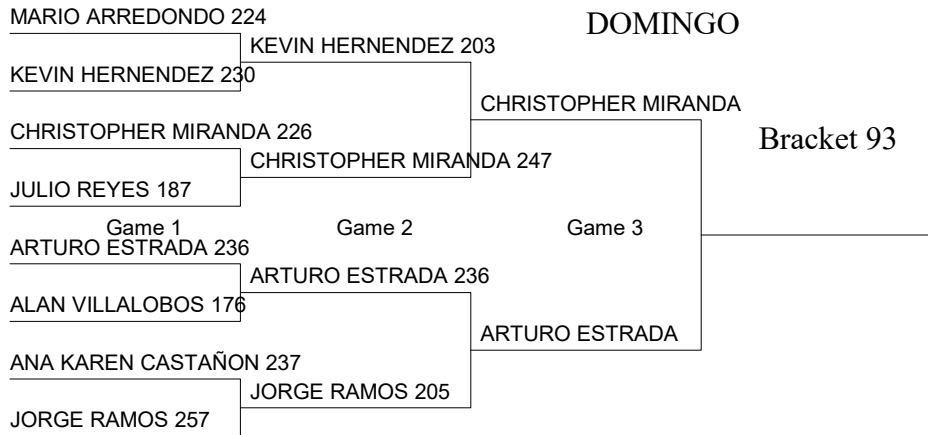 MARIO ARREDONDO 224
DOMINGO
KEVIN HERNENDEZ 203
KEVIN HERNENDEZ 230
CHRISTOPHER MIRANDA
CHRISTOPHER MIRANDA 226
Bracket 93
CHRISTOPHER MIRANDA 247
JULIO REYES 187
Game 1
Game 2
Game 3
ARTURO ESTRADA 236
ARTURO ESTRADA 236
ALAN VILLALOBOS 176
ARTURO ESTRADA
ANA KAREN CASTAÑON 237
JORGE RAMOS 205
JORGE RAMOS 257